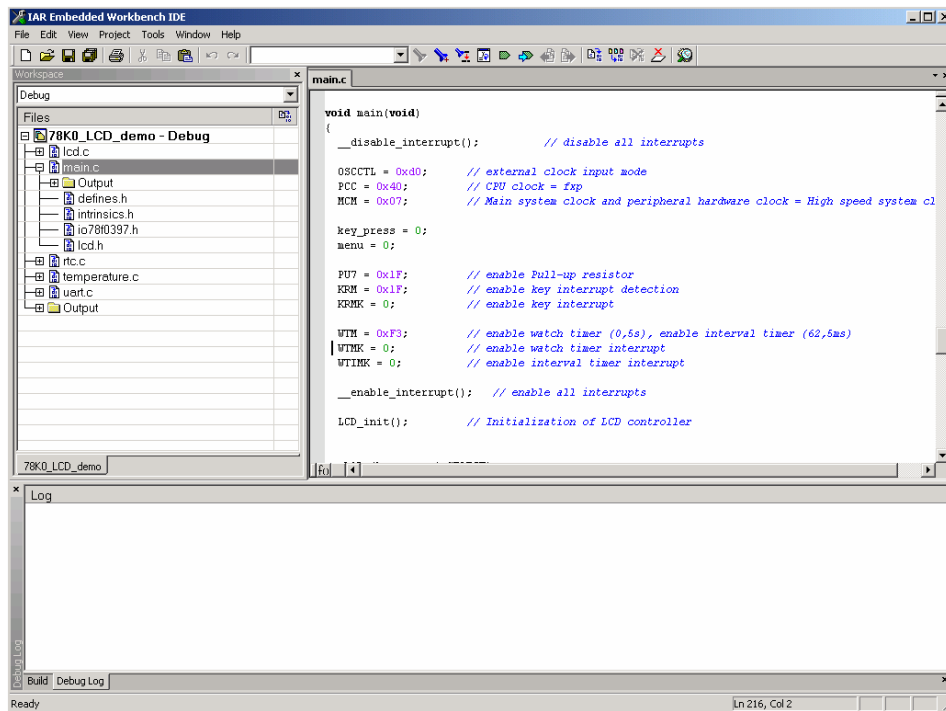 IAR Embedded Workbench IDE
File Edit View Project Tools Window Help
Workspace
Debug
Files
78K0_LCD_demo - Debug
lcd.c
main.c
Output
defines.h
intrinsics.h
io78f0397.h
lcd.h
rtc.c
temperature.c
uart.c
Output
78K0_LCD_demo
main.c
void main(void)
{
__disable_interrupt(); // disable all interrupts
OSCCTL = 0xd0; // external clock input mode
PCC = 0x40; // CPU clock = fxp
MCM = 0x07; // Main system clock and peripheral hardware clock = High speed system cl
key_press = 0;
menu = 0;
PU7 = 0x1F; // enable Pull-up resistor
KRM = 0x1F; // enable key interrupt detection
KRMK = 0; // enable key interrupt
WTM = 0xF3; // enable watch timer (0,5s), enable interval timer (62,5ms)
WTMK = 0; // enable watch timer interrupt
WTIMK = 0; // enable interval timer interrupt
__enable_interrupt(); // enable all interrupts
LCD_init(); // Initialization of LCD controller
fo
Log
Debug Log
Build Debug Log
Ready Ln 216, Col 2